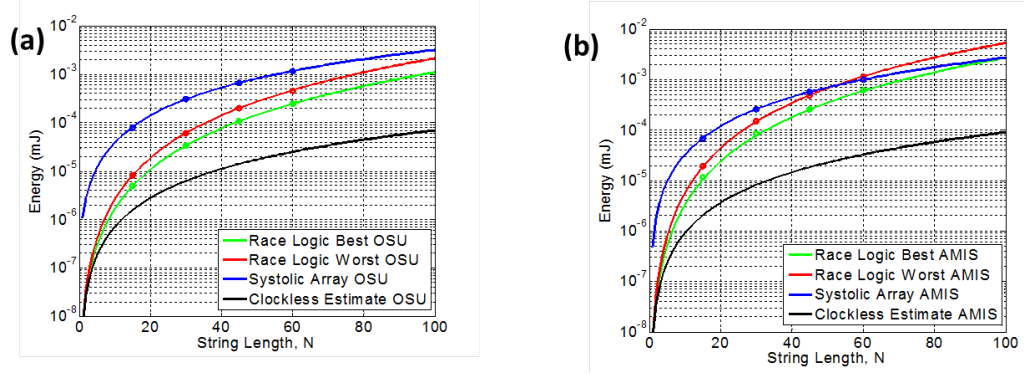 (a)
10^-2
10^-3
10^-4
10^-5
10^-6
10^-7
10^-8
Energy (mJ)
Race Logic Best OSU
Race Logic Worst OSU
Systolic Array OSU
Clockless Estimate OSU
0 20 40 60 80 100
String Length, N
(b)
10^-2
10^-3
10^-4
10^-5
10^-6
10^-7
10^-8
Energy (mJ)
Race Logic Best AMIS
Race Logic Worst AMIS
Systolic Array AMIS
Clockless Estimate AMIS
0 20 40 60 80 100
String Length, N